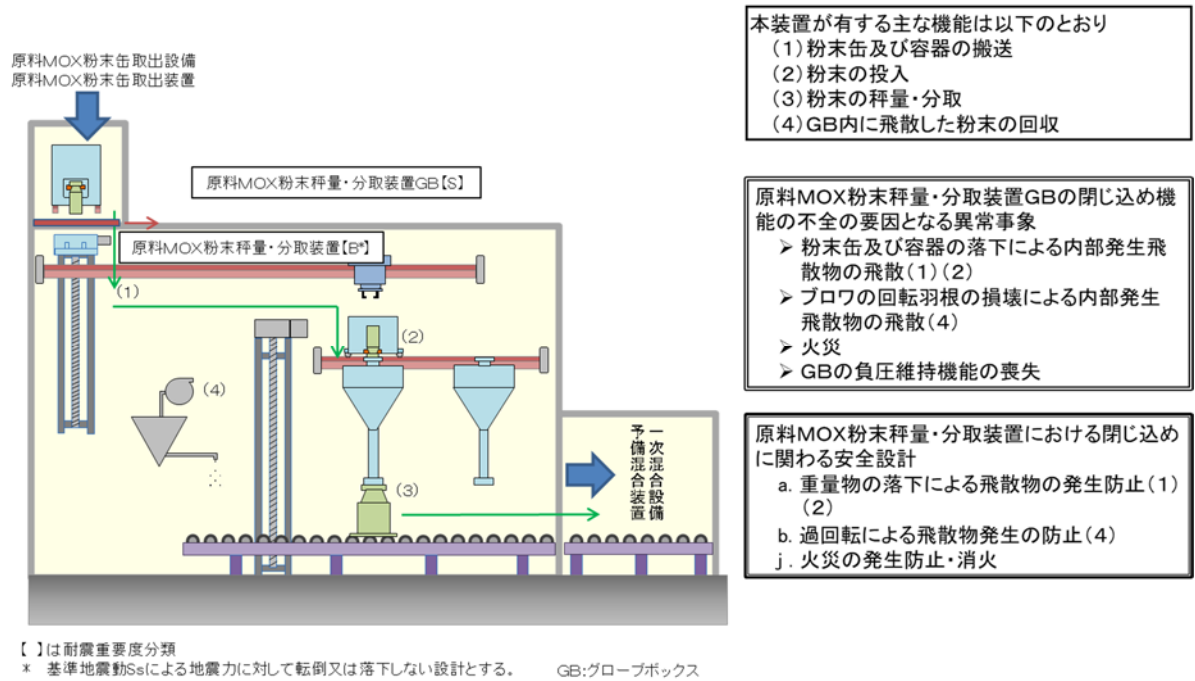 原料MOX粉末缶取出設備
原料MOX粉末缶取出装置
原料MOX粉末秤量・分取装置GB【S】
原料MOX粉末秤量・分取装置【B*】
(1)
(2)
(4)
(3)
一次混合設備
予備混合装置
【 】は耐震重要度分類
* 基準地震動Ssによる地震力に対して転倒又は落下しない設計とする。
GB:グローブボックス
本装置が有する主な機能は以下のとおり
(1)粉末缶及び容器の搬送
(2)粉末の投入
(3)粉末の秤量・分取
(4)GB内に飛散した粉末の回収
原料MOX粉末秤量・分取装置GBの閉じ込め機
能の不全の要因となる異常事象
➢ 粉末缶及び容器の落下による内部発生飛
散物の飛散(1)(2)
➢ ブロワの回転羽根の損壊による内部発生
飛散物の飛散(4)
➢ 火災
➢ GBの負圧維持機能の喪失
原料MOX粉末秤量・分取装置における閉じ込め
に関わる安全設計
a. 重量物の落下による飛散物の発生防止(1)
(2)
b. 過回転による飛散物発生の防止(4)
j. 火災の発生防止・消火